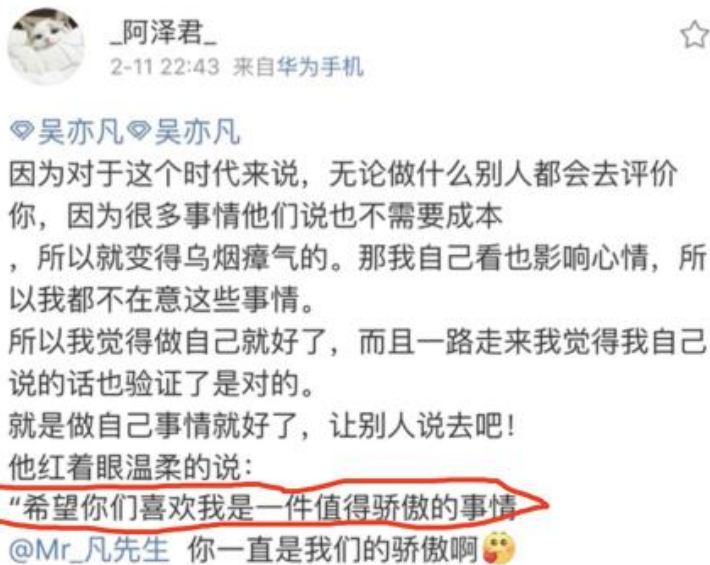 _阿泽君_
2-11 22:43 来自华为手机
吴亦凡吴亦凡
因为对于这个时代来说，无论做什么别人都会去评价
你，因为很多事情他们说也不需要成本
，所以就变得乌烟瘴气的。那我自己看也影响心情，所
以我都不在意这些事情。
所以我觉得做自己就好了，而且一路走来我觉得我自己
说的话也验证了是对的。
就是做自己事情就好了，让别人说去吧！
他红着眼温柔的说：
“希望你们喜欢我是一件值得骄傲的事情
@Mr_凡先生 你一直是我们的骄傲啊